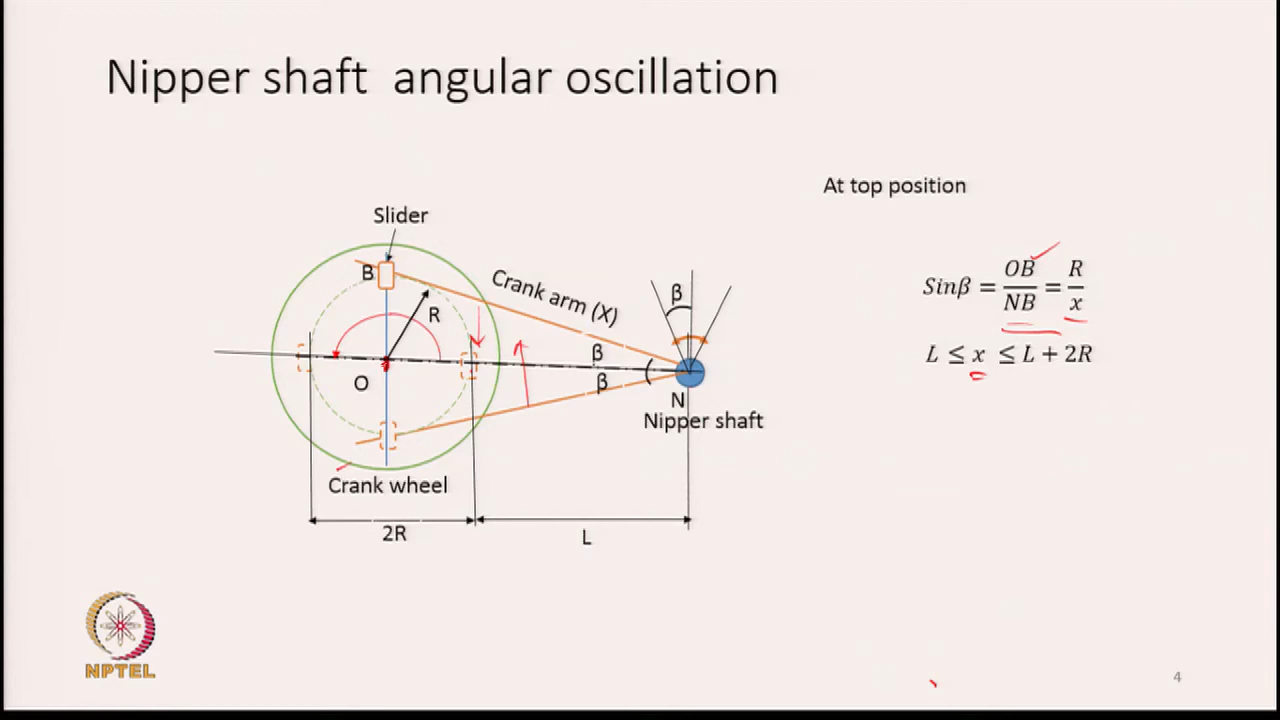 Nipper shaft angular oscillation
At top position
Slider
B
Crank arm (X)
R
β
β
β
O
N
Nipper shaft
Crank wheel
2R
L
Sinβ = OB/NB = R/x
L ≤ x ≤ L + 2R
NPTEL
4